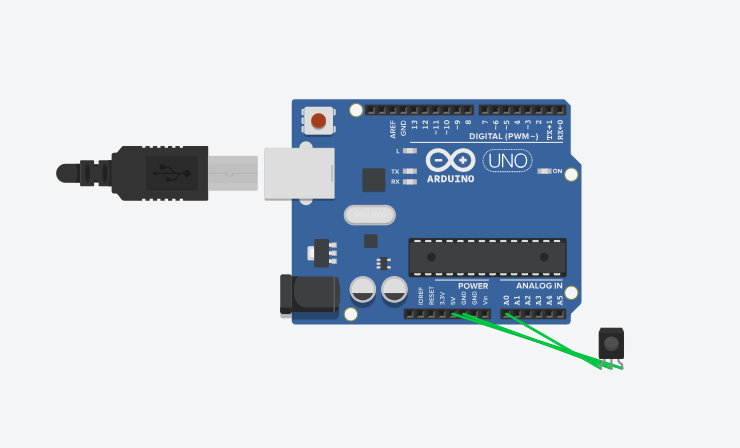 AREF
GND
13
12
~11
~10
~9
8
7
~6
~5
4
~3
2
TX→1
RX←0
DIGITAL (PWM~)
L
TX
RX
ARDUINO
UNO
ON
POWER
ANALOG IN
IOREF
RESET
3.3V
5V
GND
GND
Vin
A0
A1
A2
A3
A4
A5